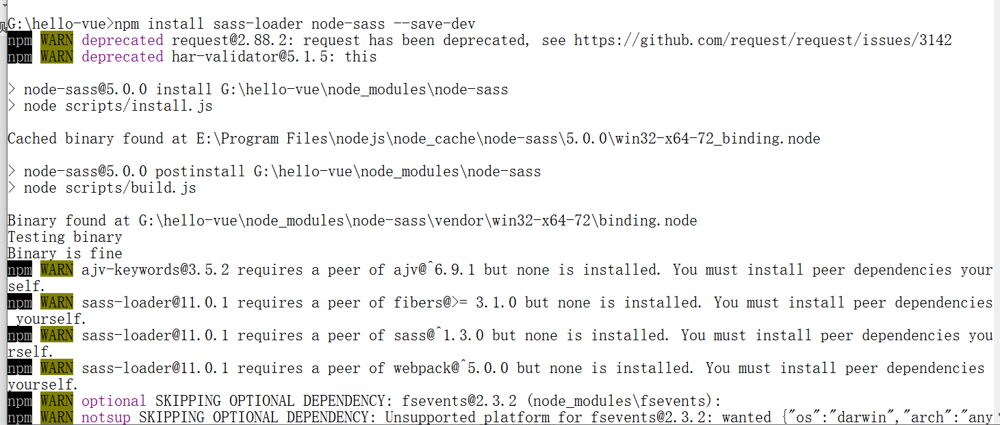 G:\hello-vue>npm install sass-loader node-sass --save-dev
npm WARN deprecated request@2.88.2: request has been deprecated, see https://github.com/request/request/issues/3142
npm WARN deprecated har-validator@5.1.5: this

> node-sass@5.0.0 install G:\hello-vue\node_modules\node-sass
> node scripts/install.js

Cached binary found at E:\Program Files\nodejs\node_cache\node-sass\5.0.0\win32-x64-72_binding.node

> node-sass@5.0.0 postinstall G:\hello-vue\node_modules\node-sass
> node scripts/build.js

Binary found at G:\hello-vue\node_modules\node-sass\vendor\win32-x64-72\binding.node
Testing binary
Binary is fine
npm WARN ajv-keywords@3.5.2 requires a peer of ajv@^6.9.1 but none is installed. You must install peer dependencies your
self.
npm WARN sass-loader@11.0.1 requires a peer of fibers@>= 3.1.0 but none is installed. You must install peer dependencies
 yourself.
npm WARN sass-loader@11.0.1 requires a peer of sass@^1.3.0 but none is installed. You must install peer dependencies you
rself.
npm WARN sass-loader@11.0.1 requires a peer of webpack@^5.0.0 but none is installed. You must install peer dependencies
yourself.
npm WARN optional SKIPPING OPTIONAL DEPENDENCY: fsevents@2.3.2 (node_modules\fsevents):
npm WARN notsup SKIPPING OPTIONAL DEPENDENCY: Unsupported platform for fsevents@2.3.2: wanted {"os":"darwin","arch":"any